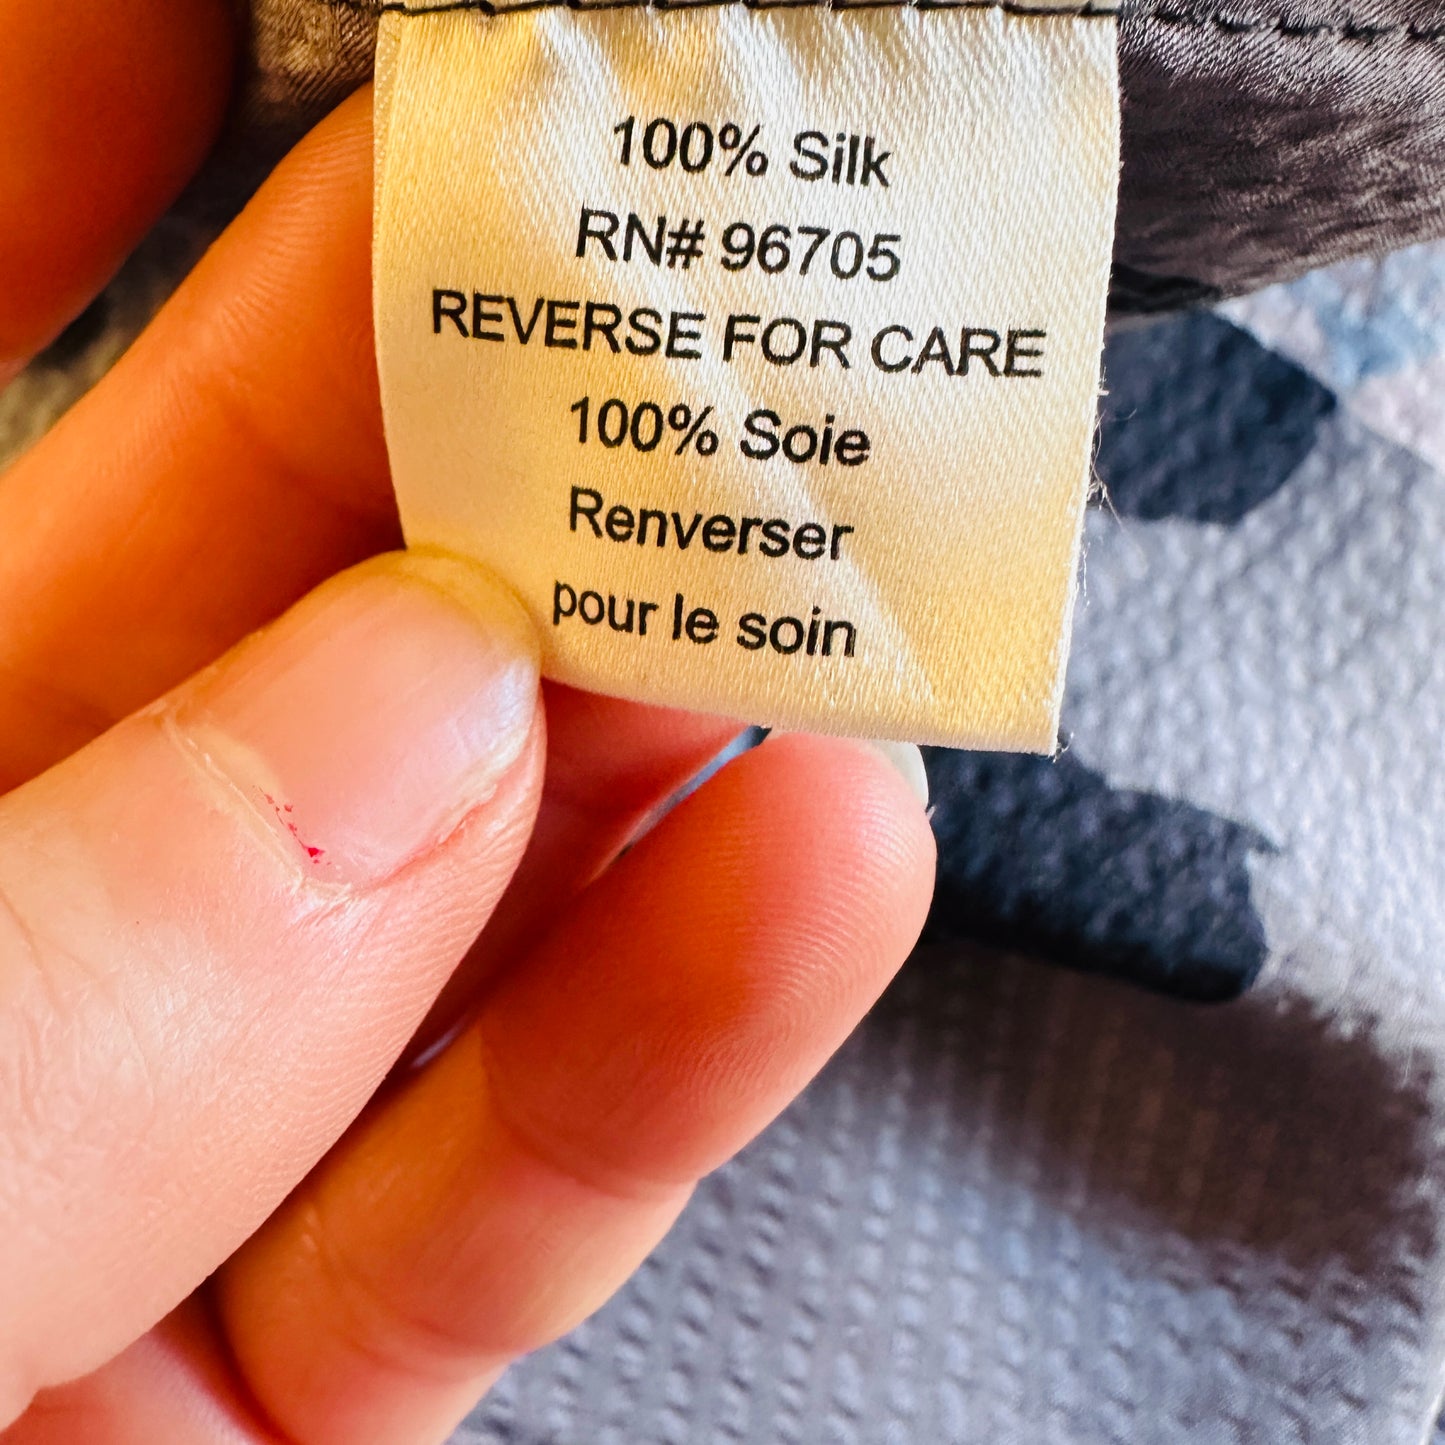 100% Silk
RN# 96705
REVERSE FOR CARE
100% Soie
Renverser
pour le soin